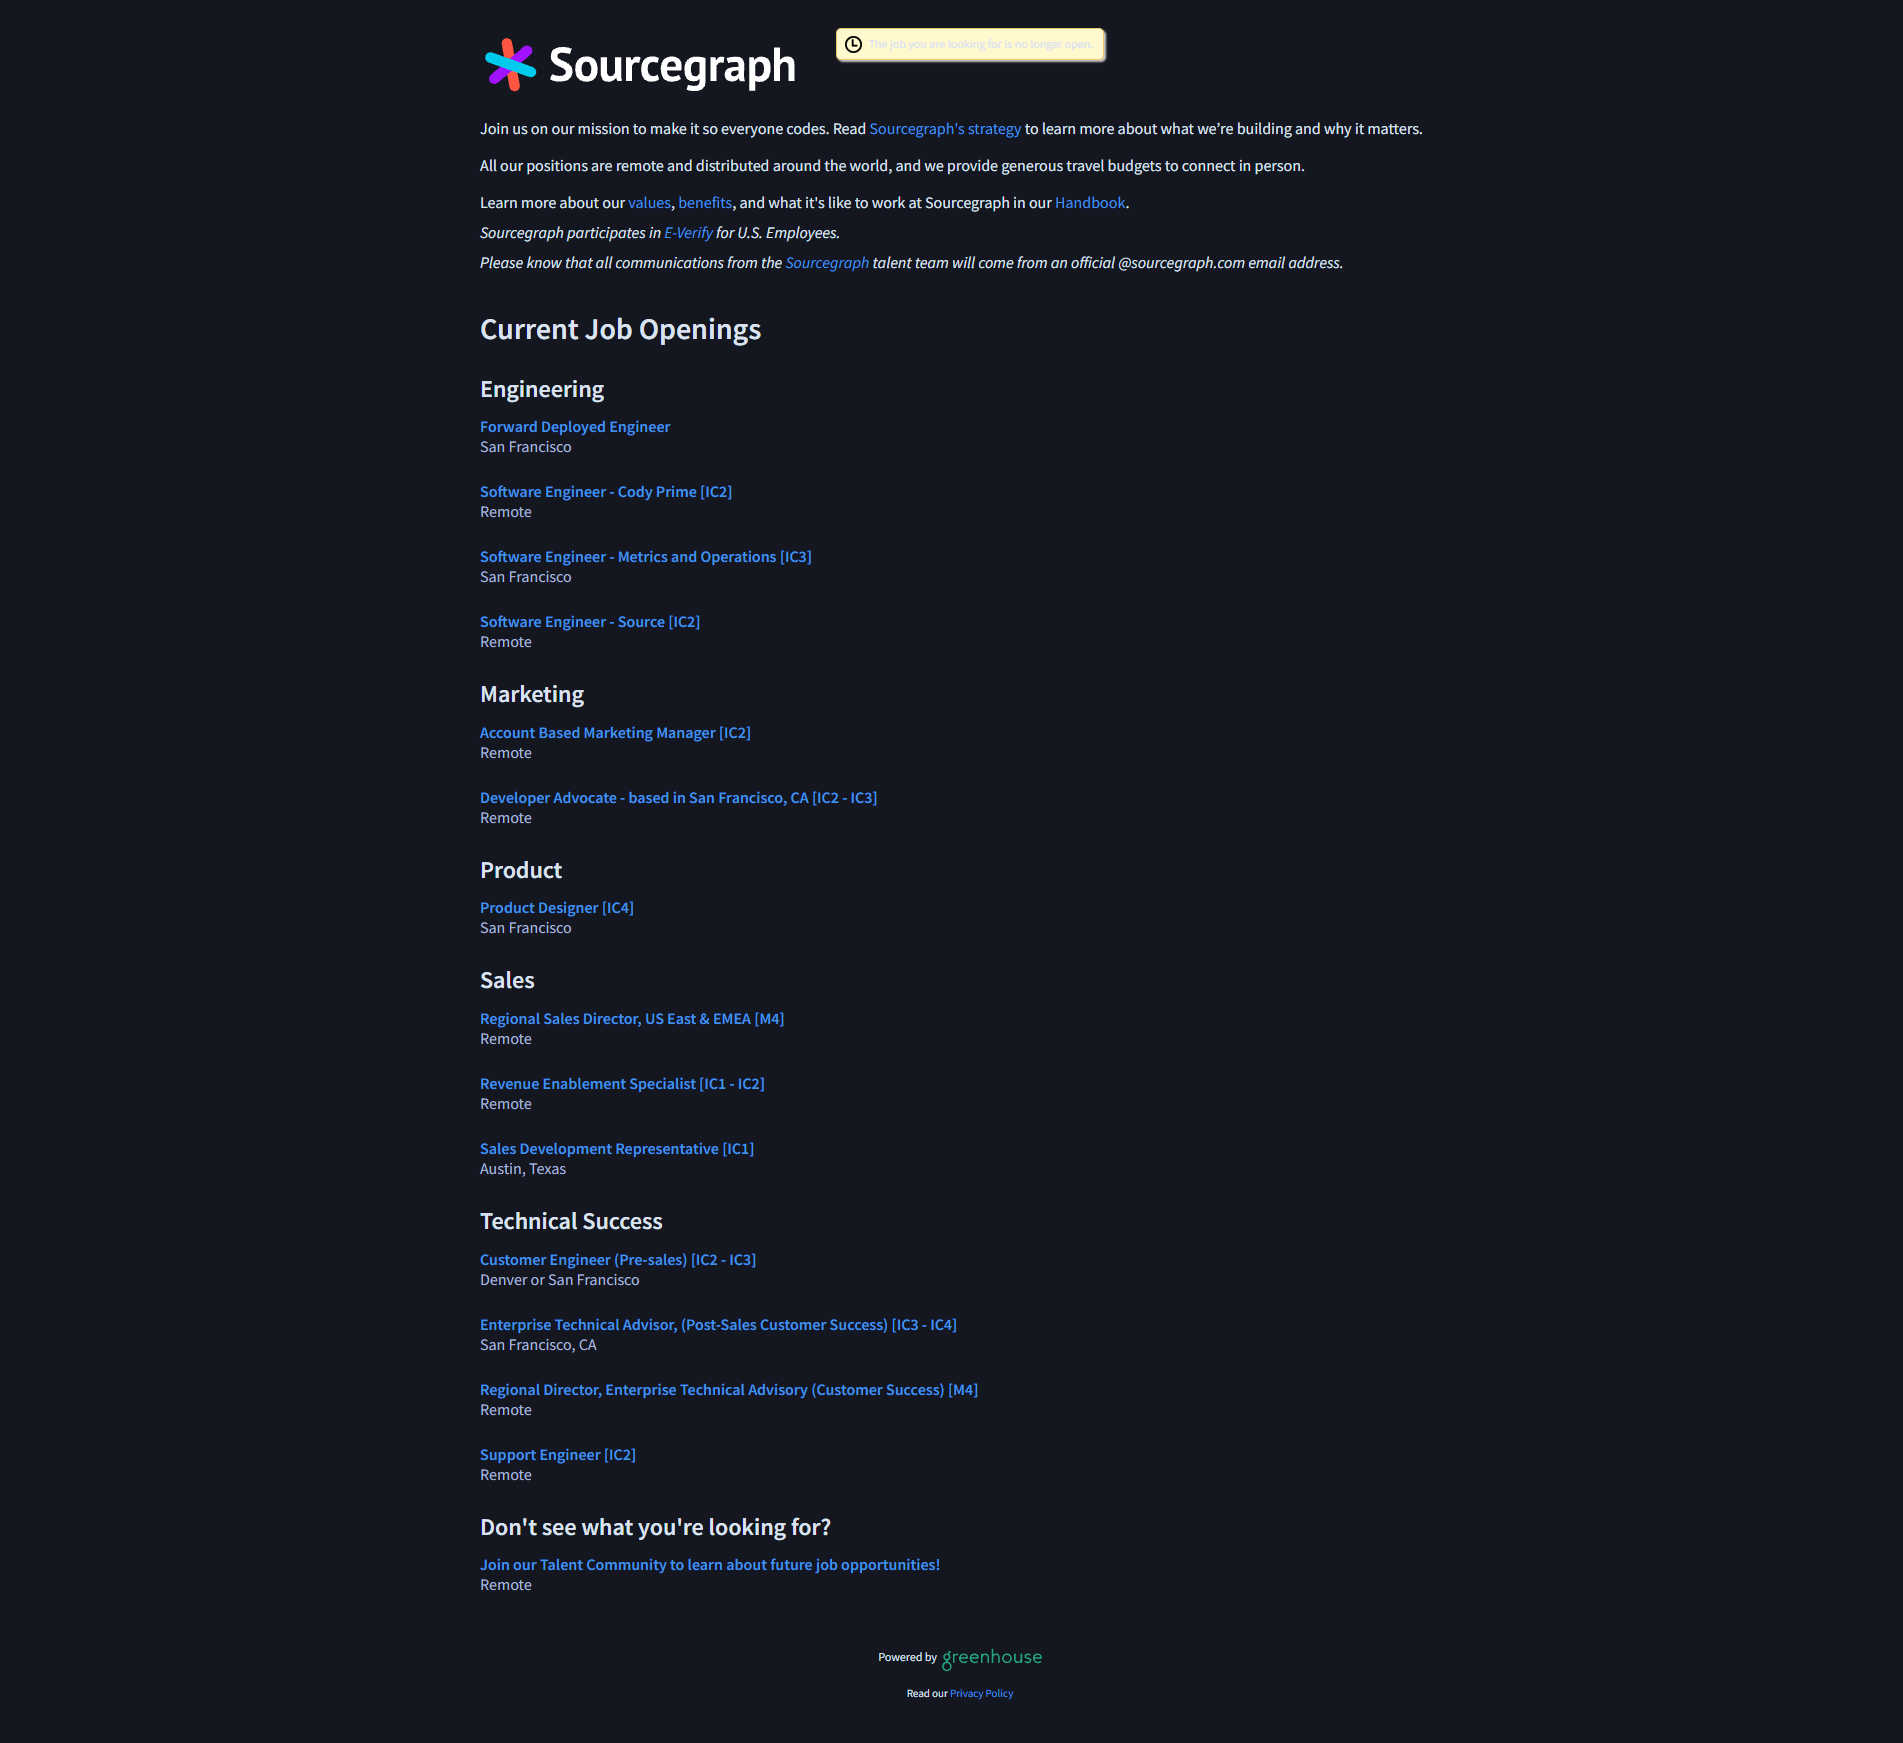 Sourcegraph
The job you are looking for is no longer open.
Join us on our mission to make it so everyone codes. Read Sourcegraph's strategy to learn more about what we’re building and why it matters.
All our positions are remote and distributed around the world, and we provide generous travel budgets to connect in person.
Learn more about our values, benefits, and what it's like to work at Sourcegraph in our Handbook.
Sourcegraph participates in E-Verify for U.S. Employees.
Please know that all communications from the Sourcegraph talent team will come from an official @sourcegraph.com email address.
Current Job Openings
Engineering
Forward Deployed Engineer
San Francisco
Software Engineer - Cody Prime [IC2]
Remote
Software Engineer - Metrics and Operations [IC3]
San Francisco
Software Engineer - Source [IC2]
Remote
Marketing
Account Based Marketing Manager [IC2]
Remote
Developer Advocate - based in San Francisco, CA [IC2 - IC3]
Remote
Product
Product Designer [IC4]
San Francisco
Sales
Regional Sales Director, US East & EMEA [M4]
Remote
Revenue Enablement Specialist [IC1 - IC2]
Remote
Sales Development Representative [IC1]
Austin, Texas
Technical Success
Customer Engineer (Pre-sales) [IC2 - IC3]
Denver or San Francisco
Enterprise Technical Advisor, (Post-Sales Customer Success) [IC3 - IC4]
San Francisco, CA
Regional Director, Enterprise Technical Advisory (Customer Success) [M4]
Remote
Support Engineer [IC2]
Remote
Don't see what you're looking for?
Join our Talent Community to learn about future job opportunities!
Remote
Powered by greenhouse
Read our Privacy Policy